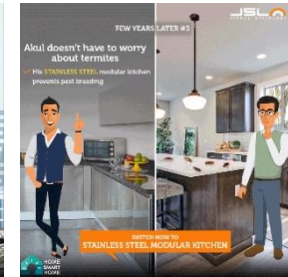 JSL
FEW YEARS LATER #3
Akul doesn't have to worry
about termites
His STAINLESS STEEL modular kitchen
prevents pest breeding
SWITCH NOW TO
STAINLESS STEEL MODULAR KITCHEN
HOME
SMART
HOME